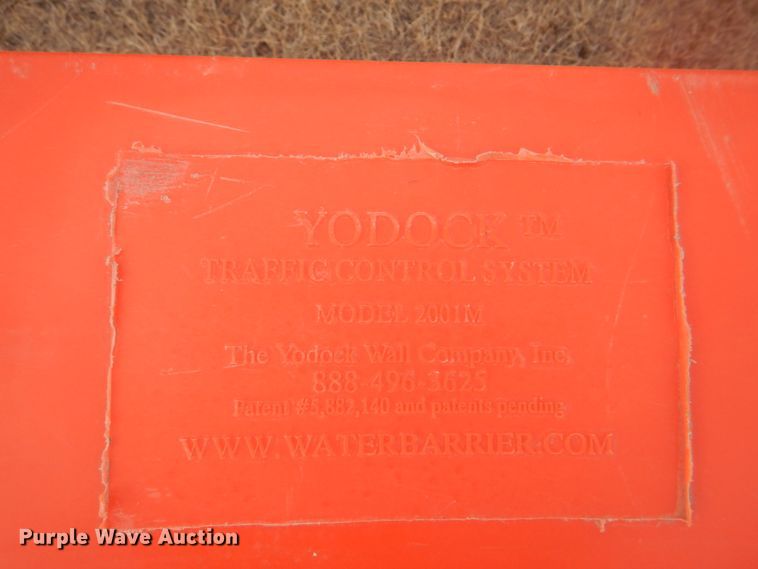 YODOCK ™
TRAFFIC CONTROL SYSTEM
MODEL 2001M
The Yodock Wall Company, Inc.
888-496-3625
Patent #5,882,140 and patents pending
WWW.WATERBARRIER.COM
Purple Wave Auction